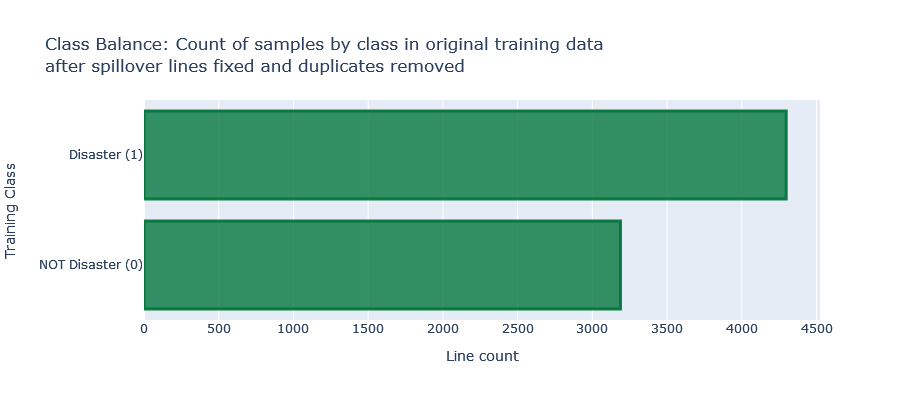 Class Balance: Count of samples by class in original training data
after spillover lines fixed and duplicates removed
Training Class
Disaster (1)
NOT Disaster (0)
0 500 1000 1500 2000 2500 3000 3500 4000 4500
Line count